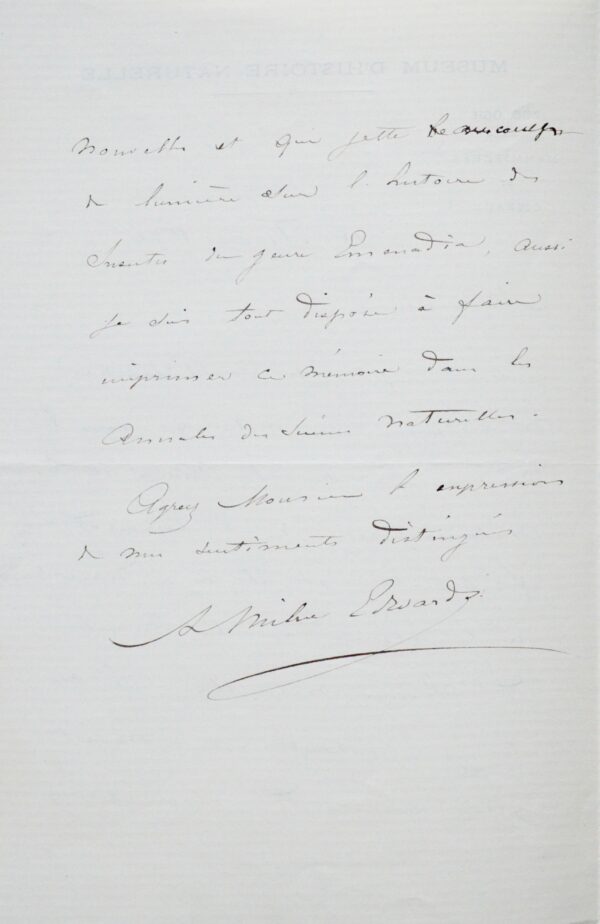 MUSEUM D'HISTOIRE NATURELLE
nouvelles et qui jette beaucoup
de lumière sur l'histoire des
Insectes du genre Emenadia, aussi
je suis tout disposé à faire
imprimer ce mémoire dans les
Annales des Sciences naturelles.
Agréez Monsieur l'expression
de mes sentiments distingués
A Milne Edwards